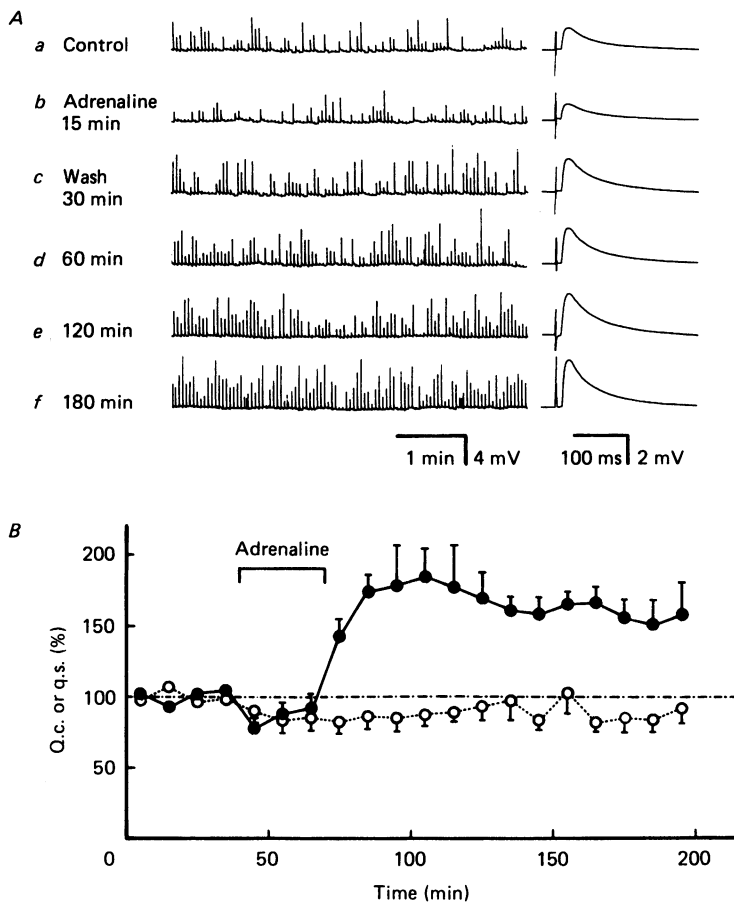 A
a Control
b Adrenaline
15 min
c Wash
30 min
d 60 min
e 120 min
f 180 min
1 min 4 mV 100 ms 2 mV
B
Adrenaline
200
150
100
50
0 50 100 150 200
Q.c. or q.s. (%)
Time (min)